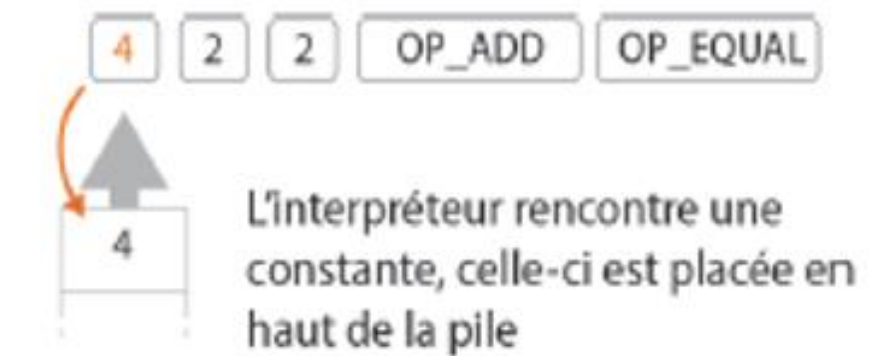 4 2 2 OP_ADD OP_EQUAL
4
L'interpréteur rencontre une
constante, celle-ci est placée en
haut de la pile